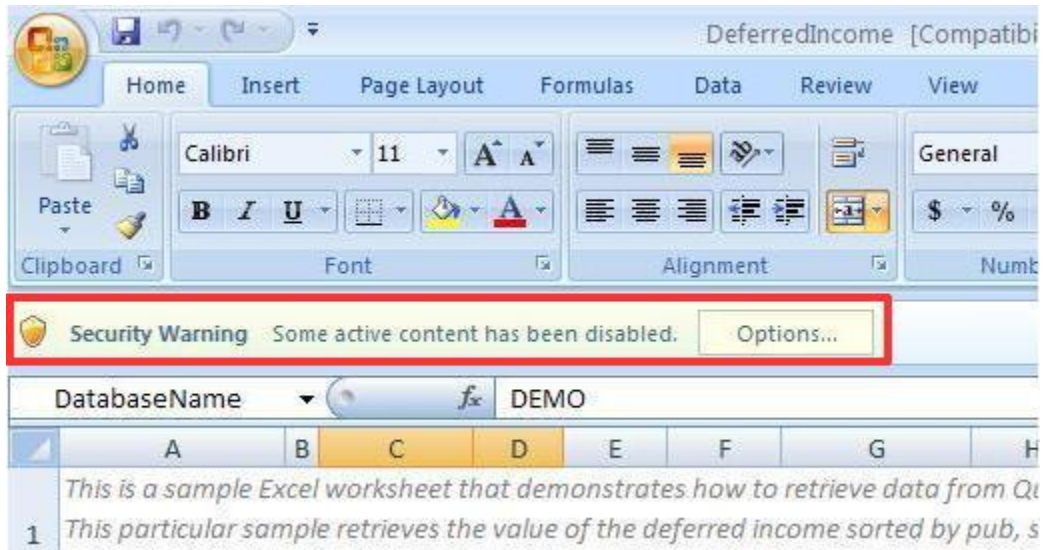 DeferredIncome [Compatibi
Home Insert Page Layout Formulas Data Review View
Calibri 11 A A General
Paste B I U A a $ %
Clipboard Font Alignment Numb
Security Warning Some active content has been disabled. Options...
DatabaseName fx DEMO
A B C D E F G H
This is a sample Excel worksheet that demonstrates how to retrieve data from Qu
1 This particular sample retrieves the value of the deferred income sorted by pub, s